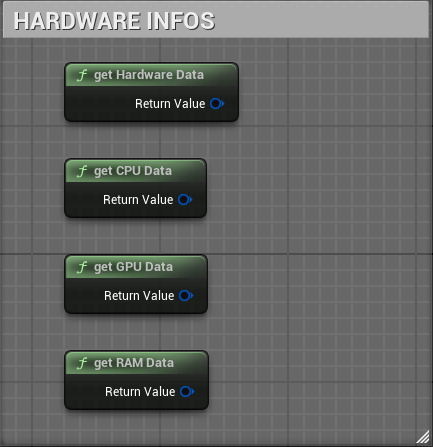 HARDWARE INFOS
f get Hardware Data
Return Value
f get CPU Data
Return Value
f get GPU Data
Return Value
f get RAM Data
Return Value